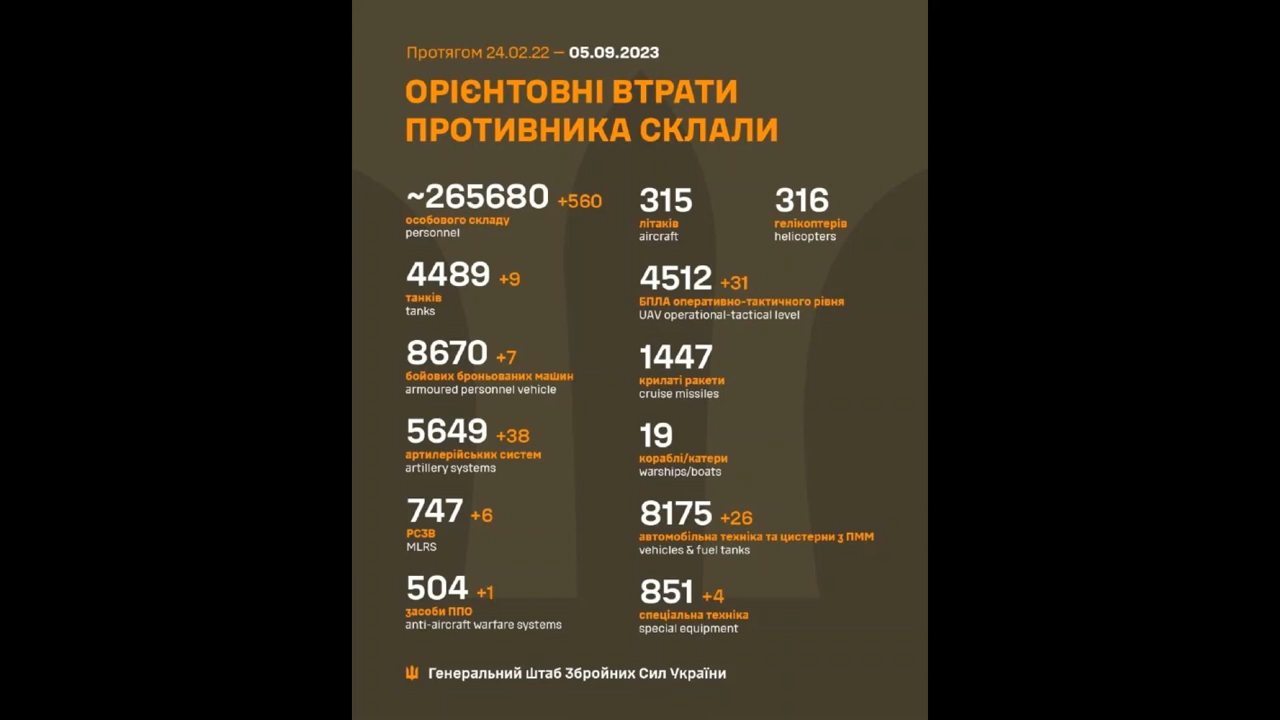 Протягом 24.02.22 — 05.09.2023
ОРІЄНТОВНІ ВТРАТИ
ПРОТИВНИКА СКЛАЛИ
~265680 +560
особового складу
personnel
315
літаків
aircraft
316
гелікоптерів
helicopters
4489 +9
танків
tanks
4512 +31
БПЛА оперативно-тактичного рівня
UAV operational-tactical level
8670 +7
бойових броньованих машин
armoured personnel vehicle
1447
крилаті ракети
cruise missiles
5649 +38
артилерійських систем
artillery systems
19
кораблі/катери
warships/boats
747 +6
РСЗВ
MLRS
8175 +26
автомобільна техніка та цистерни з ПММ
vehicles & fuel tanks
504 +1
засоби ППО
anti-aircraft warfare systems
851 +4
спеціальна техніка
special equipment
Генеральний штаб Збройних Сил України